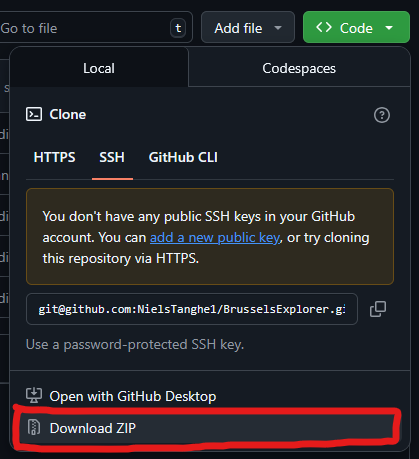 Go to file t Add file Code
Local Codespaces
Clone
HTTPS SSH GitHub CLI
You don't have any public SSH keys in your GitHub
account. You can add a new public key, or try cloning
this repository via HTTPS.
git@github.com:NielsTanghe1/BrusselsExplorer.gi
Use a password-protected SSH key.
Open with GitHub Desktop
Download ZIP